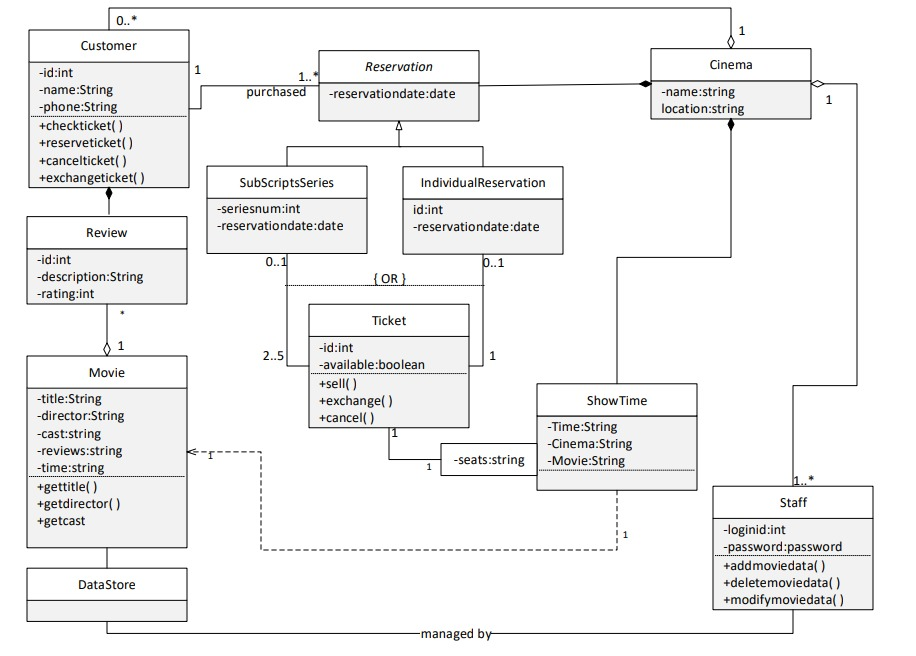 0..*
1
Customer
-id:int
-name:String
-phone:String
+checkticket( )
+reserveticket( )
+cancelticket( )
+exchangeticket( )
1
purchased
1..*
Reservation
-reservationdate:date
Cinema
-name:string
location:string
1
SubScriptsSeries
-seriesnum:int
-reservationdate:date
IndividualReservation
id:int
-reservationdate:date
Review
-id:int
-description:String
-rating:int
0..1
0..1
{ OR }
*
1
Ticket
-id:int
-available:boolean
+sell( )
+exchange( )
+cancel( )
2..5
1
Movie
-title:String
-director:String
-cast:string
-reviews:string
-time:string
+gettitle( )
+getdirector( )
+getcast
1
ShowTime
-Time:String
-Cinema:String
-Movie:String
1
1
-seats:string
1
1..*
Staff
-loginid:int
-password:password
+addmoviedata( )
+deletemoviedata( )
+modifymoviedata( )
DataStore
managed by